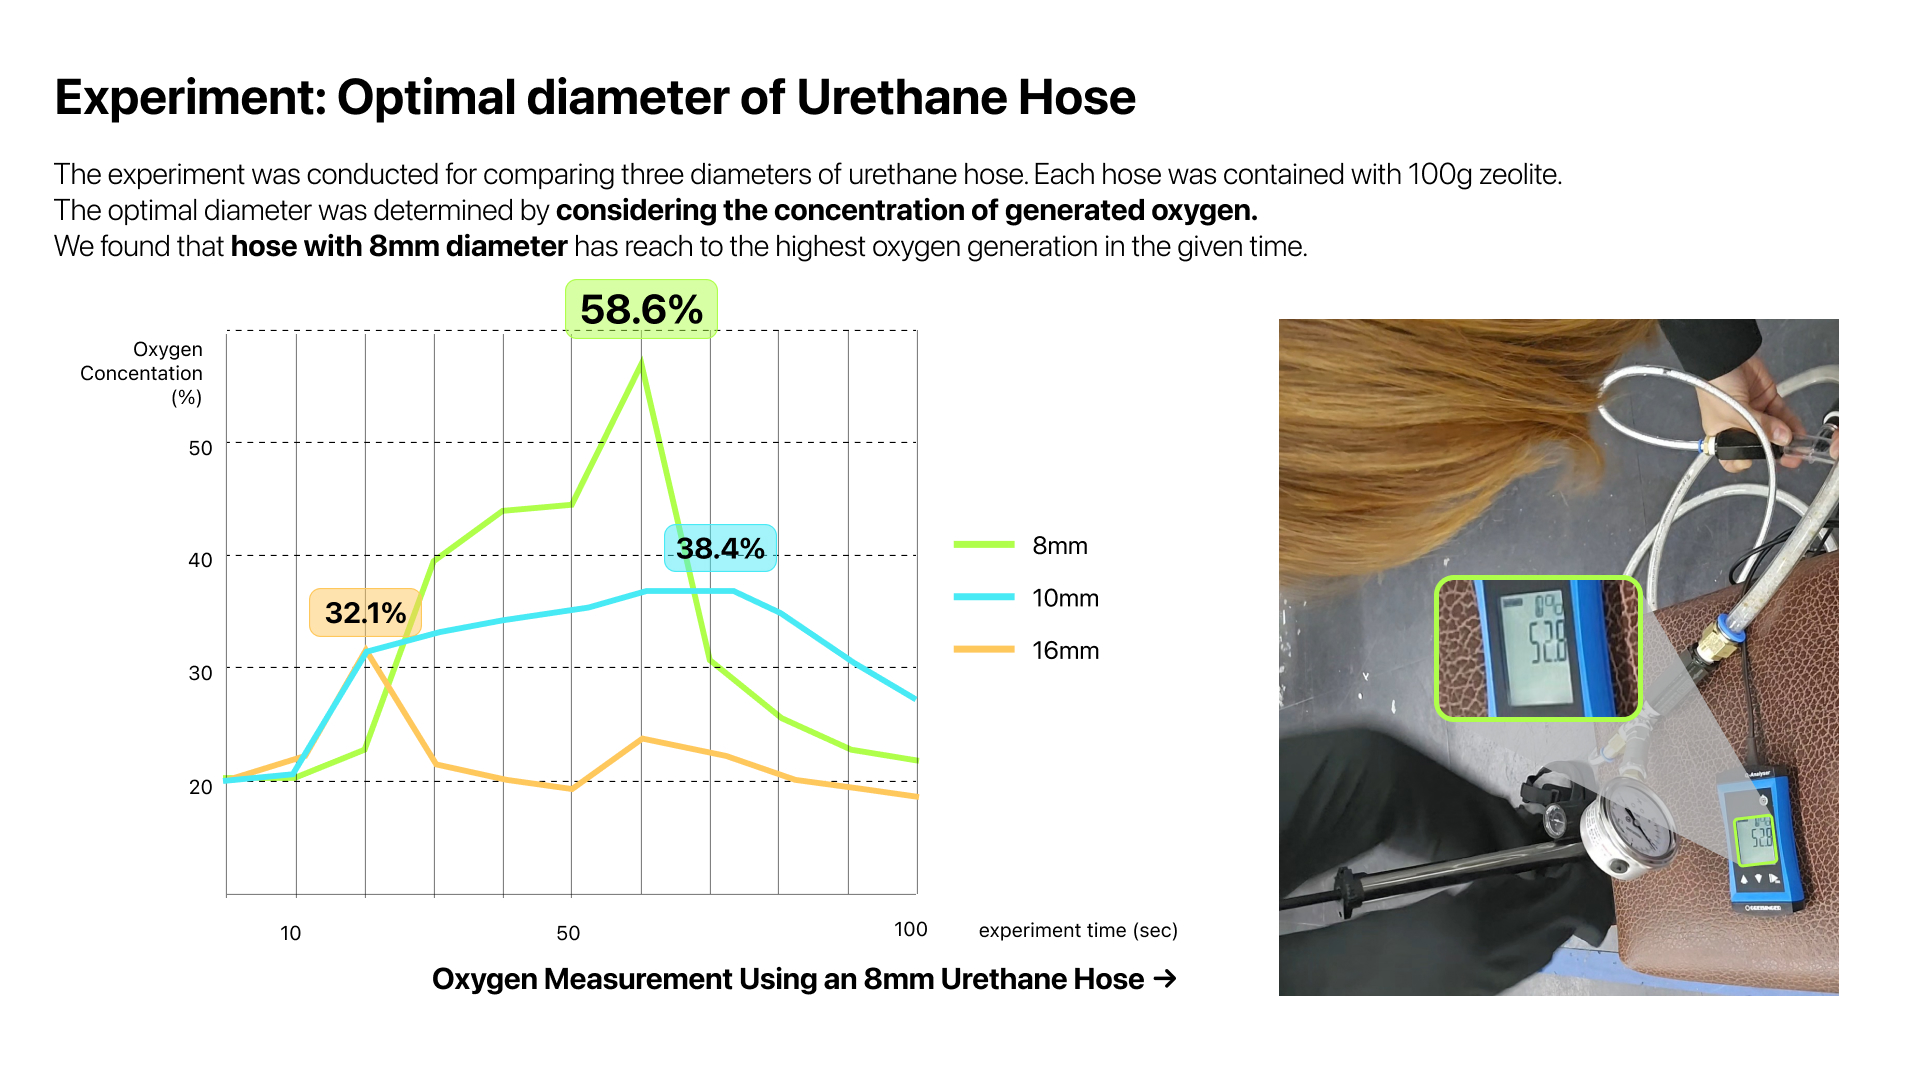 Experiment: Optimal diameter of Urethane Hose
The experiment was conducted for comparing three diameters of urethane hose. Each hose was contained with 100g zeolite.
The optimal diameter was determined by considering the concentration of generated oxygen.
We found that hose with 8mm diameter has reach to the highest oxygen generation in the given time.
58.6%
Oxygen
Concentation
(%)
50
40
30
20
38.4%
32.1%
8mm
10mm
16mm
10
50
100
experiment time (sec)
Oxygen Measurement Using an 8mm Urethane Hose →
52.8
52.8